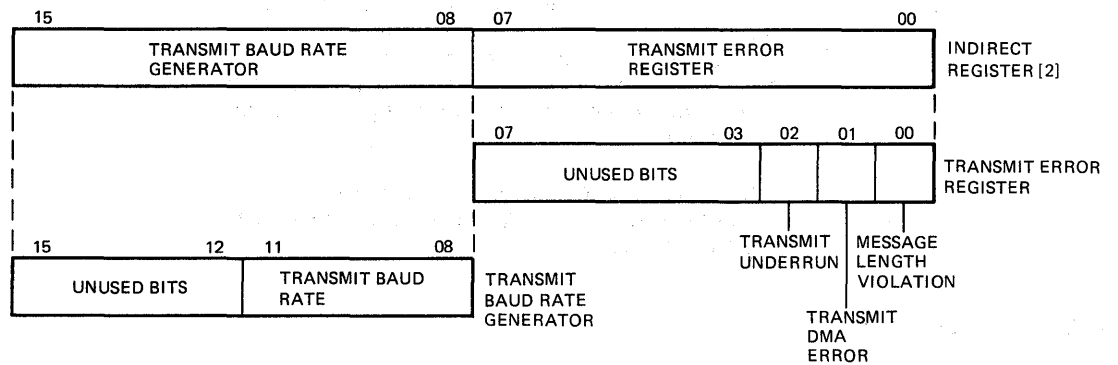 15 08 07 00
TRANSMIT BAUD RATE
GENERATOR
TRANSMIT ERROR
REGISTER
INDIRECT
REGISTER [2]
07 03 02 01 00
UNUSED BITS
TRANSMIT ERROR
REGISTER
TRANSMIT
UNDERRUN
MESSAGE
LENGTH
VIOLATION
TRANSMIT
DMA
ERROR
15 12 11 08
UNUSED BITS
TRANSMIT BAUD
RATE
TRANSMIT
BAUD RATE
GENERATOR